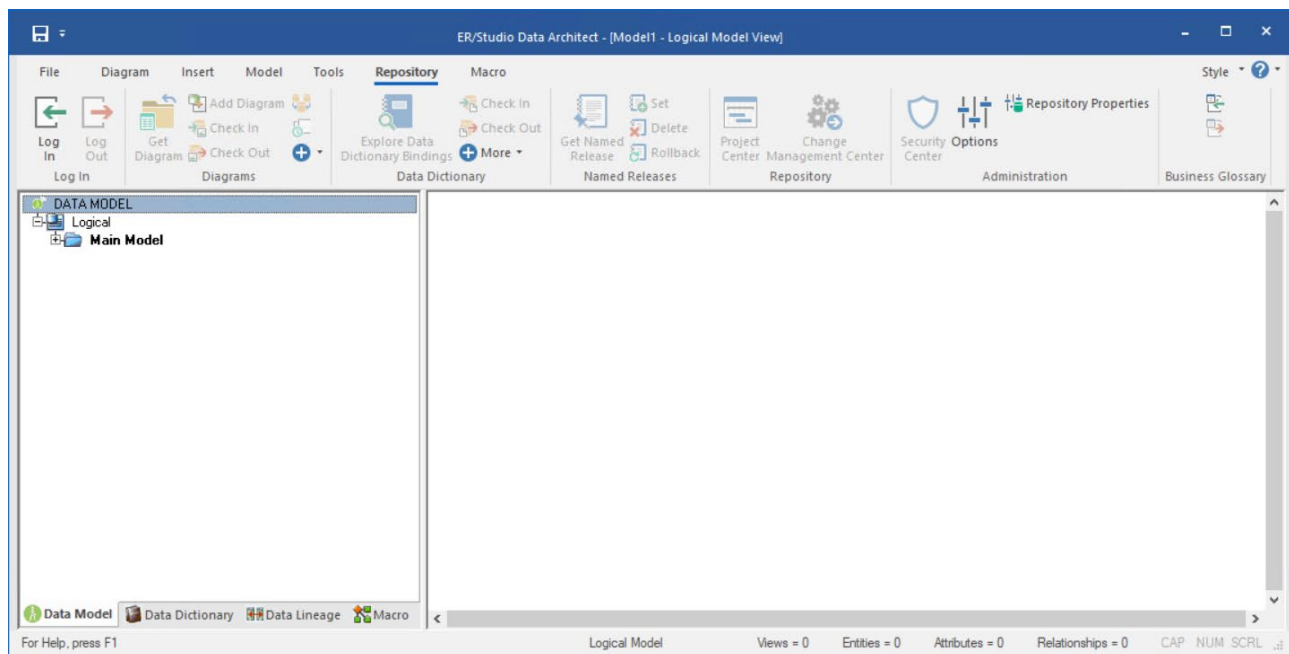 ER/Studio Data Architect - [Model1 - Logical Model View]
File Diagram Insert Model Tools Repository Macro Style
Log In
Log Out
Log In
Get Diagram
Add Diagram
Check In
Check Out
Diagrams
Explore Data Dictionary Bindings
Check In
Check Out
More
Data Dictionary
Get Named Release
Set
Delete
Rollback
Named Releases
Project Center
Change Management Center
Repository
Security Center
Options
Repository Properties
Administration
Business Glossary
DATA MODEL
Logical
Main Model
Data Model Data Dictionary Data Lineage Macro
For Help, press F1 Logical Model Views = 0 Entities = 0 Attributes = 0 Relationships = 0 CAP NUM SCRL